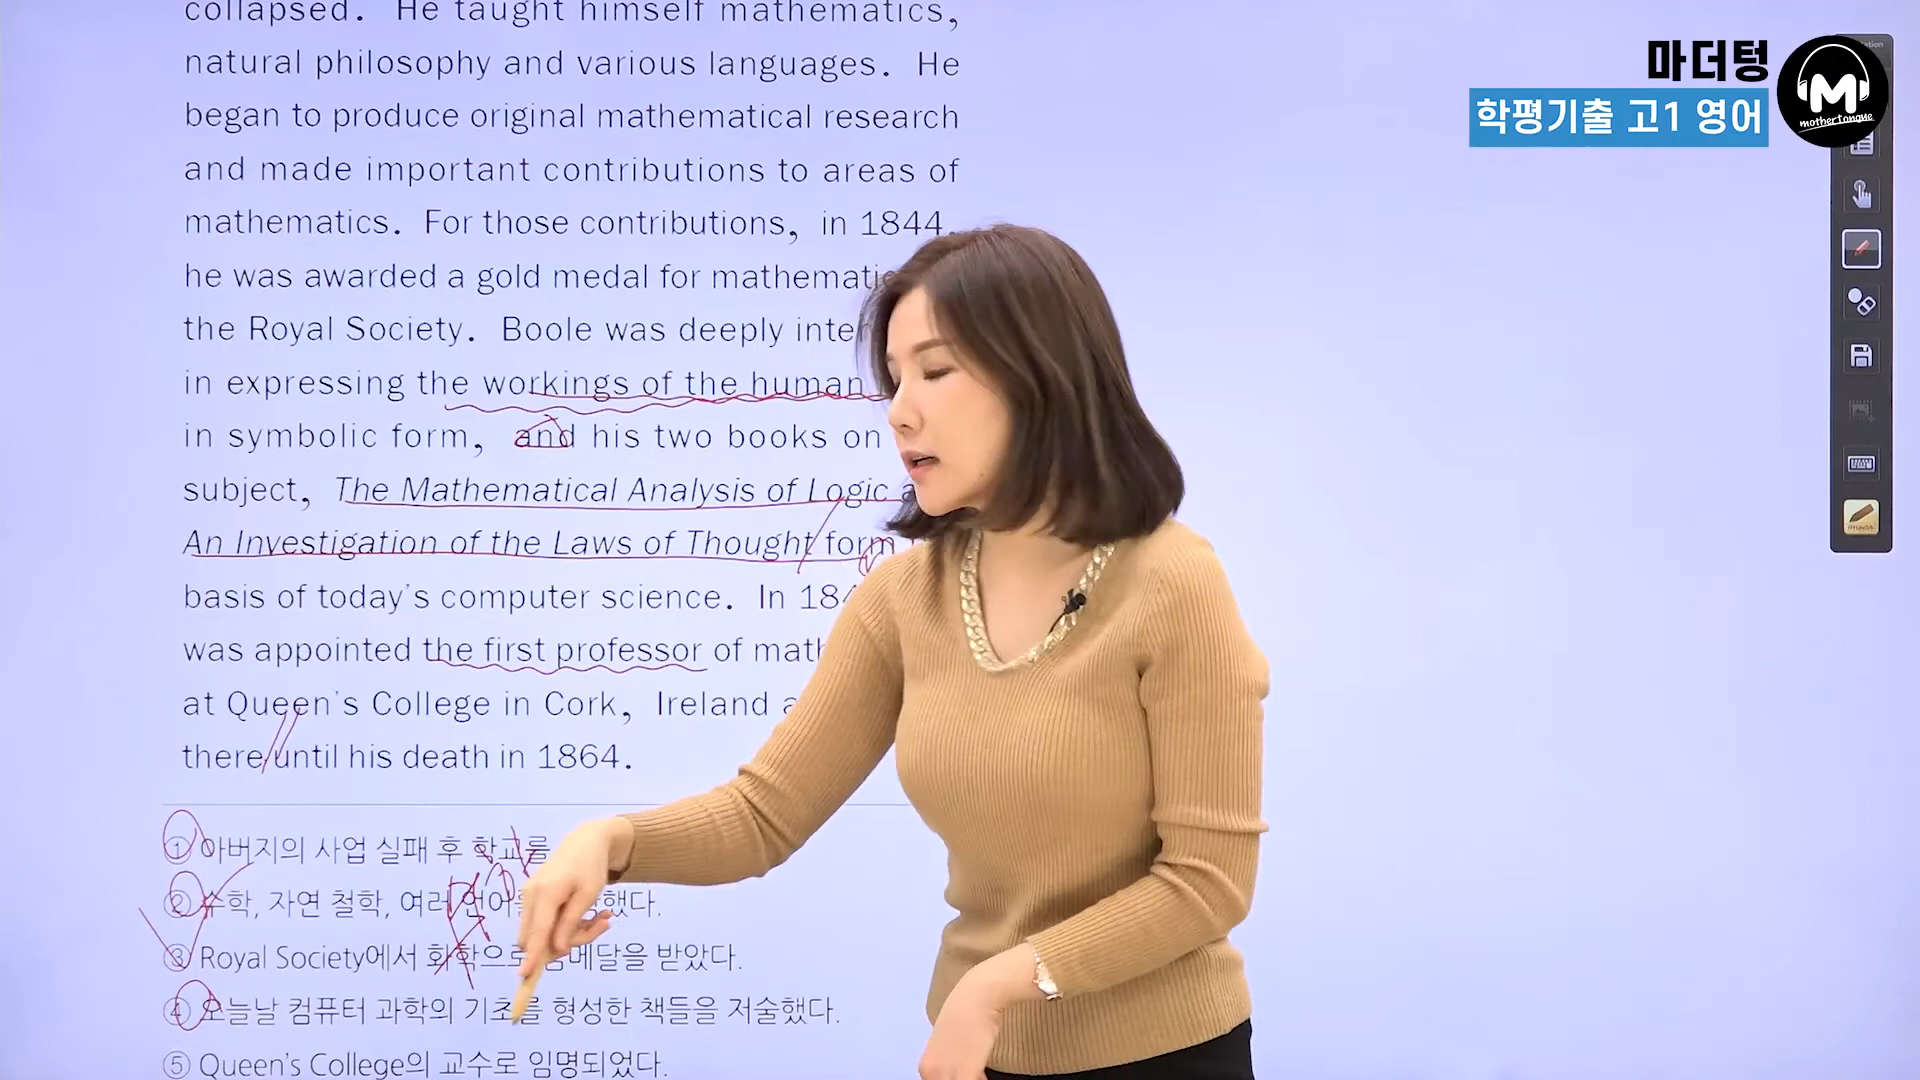 collapsed. He taught himself mathematics,
natural philosophy and various languages. He
began to produce original mathematical research
and made important contributions to areas of
mathematics. For those contributions, in 1844,
he was awarded a gold medal for
the Royal Society. Boole was deeply
in expressing the workings of the human
in symbolic form, and his two books on
subject, The Mathematical Analysis of Logic
An Investigation of the Laws of Thought form
basis of today's computer science. In
was appointed the first professor of
at Queen's College in Cork, Ireland
there until his death in 1864.
① 아버지의 사업 실패 후 학교를
② 수학, 자연 철학, 여러 언어를
③ Royal Society에서 화학으로 금메달을 받았다.
④ 오늘날 컴퓨터 과학의 기초를 형성한 책들을 저술했다.
⑤ Queen's College의 교수로 임명되었다.
마더텅
학평기출 고1 영어
M
mothertongue